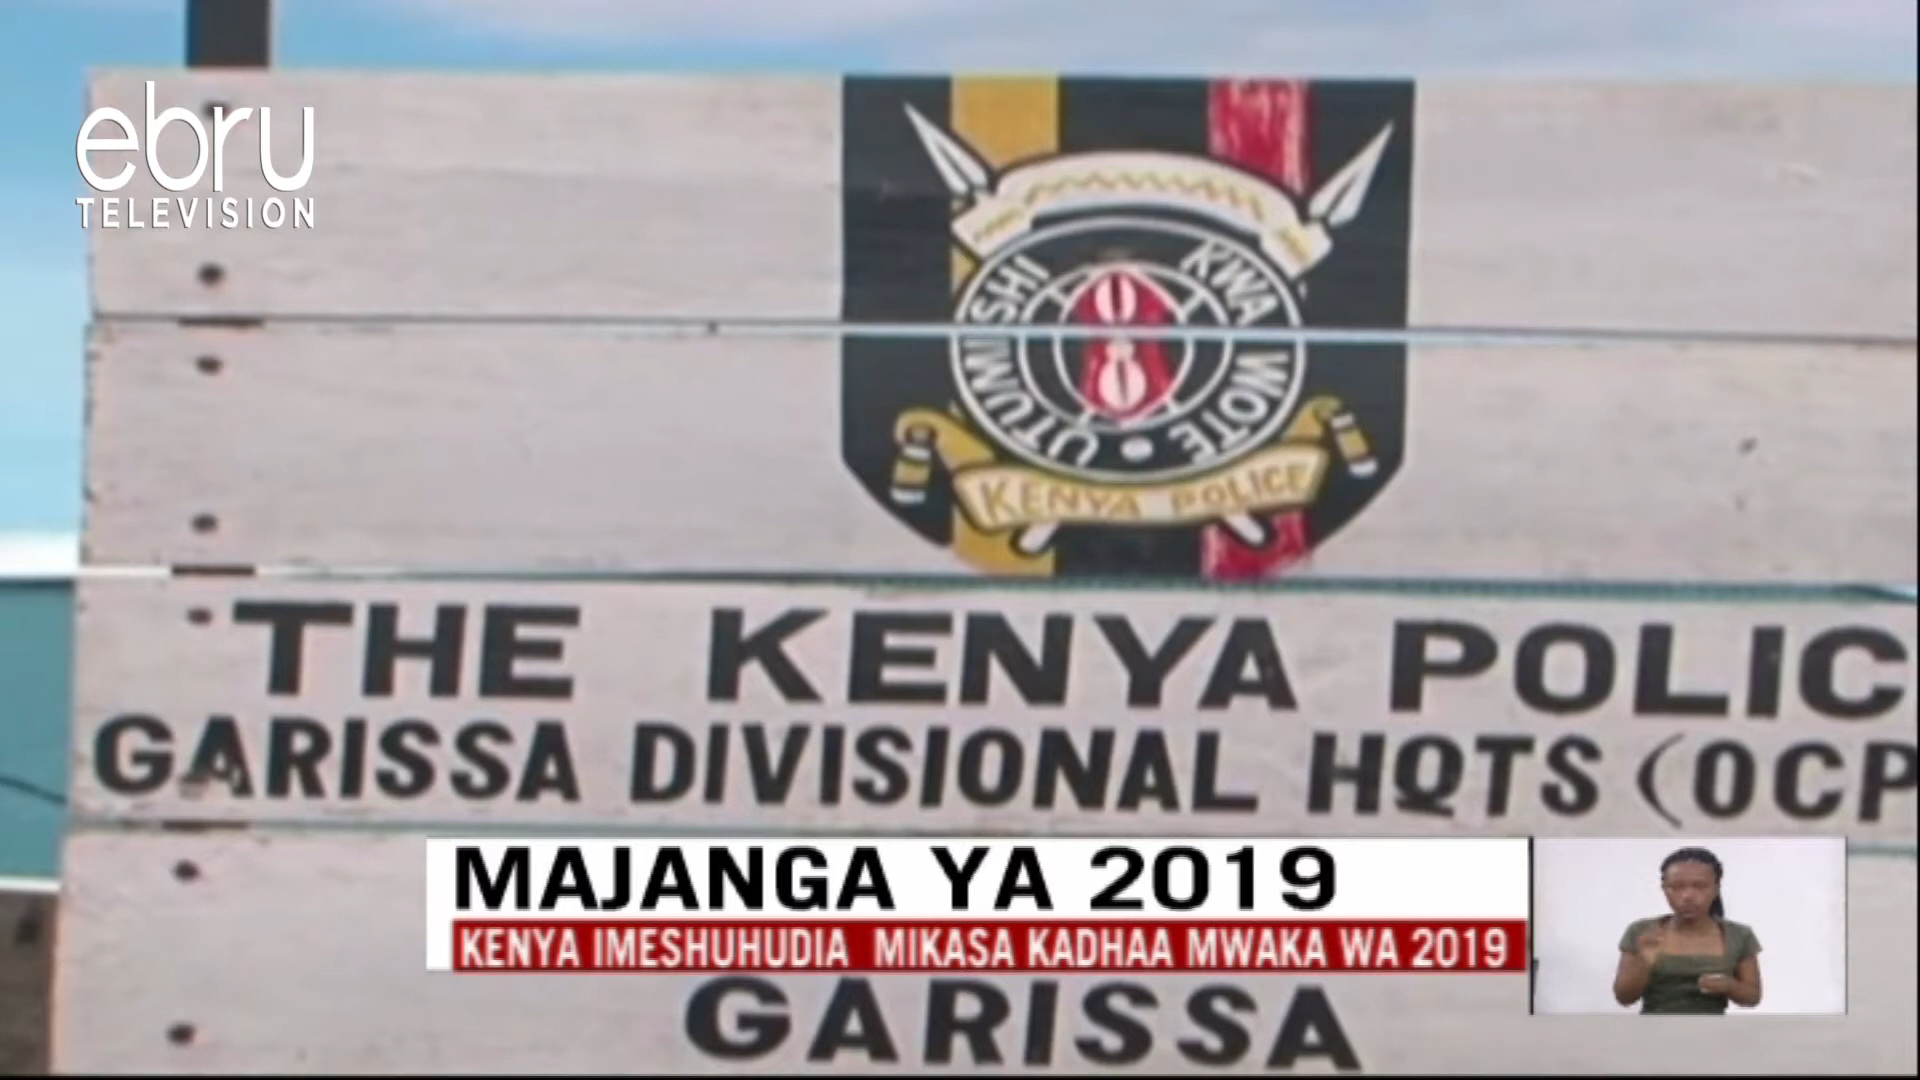 ebru
TELEVISION
UTUMISHI KWA WOTE
KENYA POLICE
THE KENYA POLIC
GARISSA DIVISIONAL HQTS (OCP
MAJANGA YA 2019
KENYA IMESHUHUDIA MIKASA KADHAA MWAKA WA 2019
GARISSA